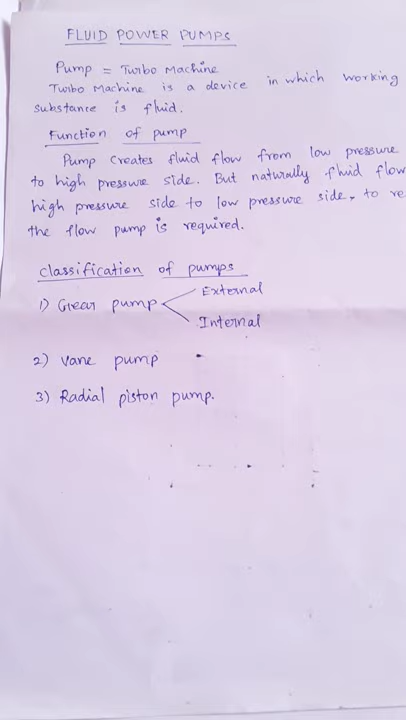 FLUID POWER PUMPS
Pump = Turbo Machine
Turbo Machine is a device in which working
substance is fluid.
Function of pump
Pump creates fluid flow from low pressure
to high pressure side. But naturally fluid flow
high pressure side to low pressure side, to re
the flow pump is required.
Classification of pumps
1) Gear pump
External
Internal
2) Vane pump
3) Radial piston pump.